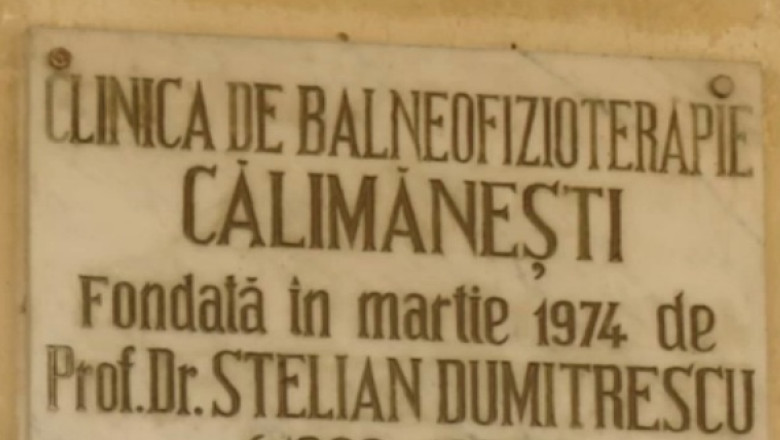 CLINICA DE BALNEOFIZIOTERAPIE
CĂLIMĂNEȘTI
Fondată în martie 1974 de
Prof.Dr. STELIAN DUMITRESCU